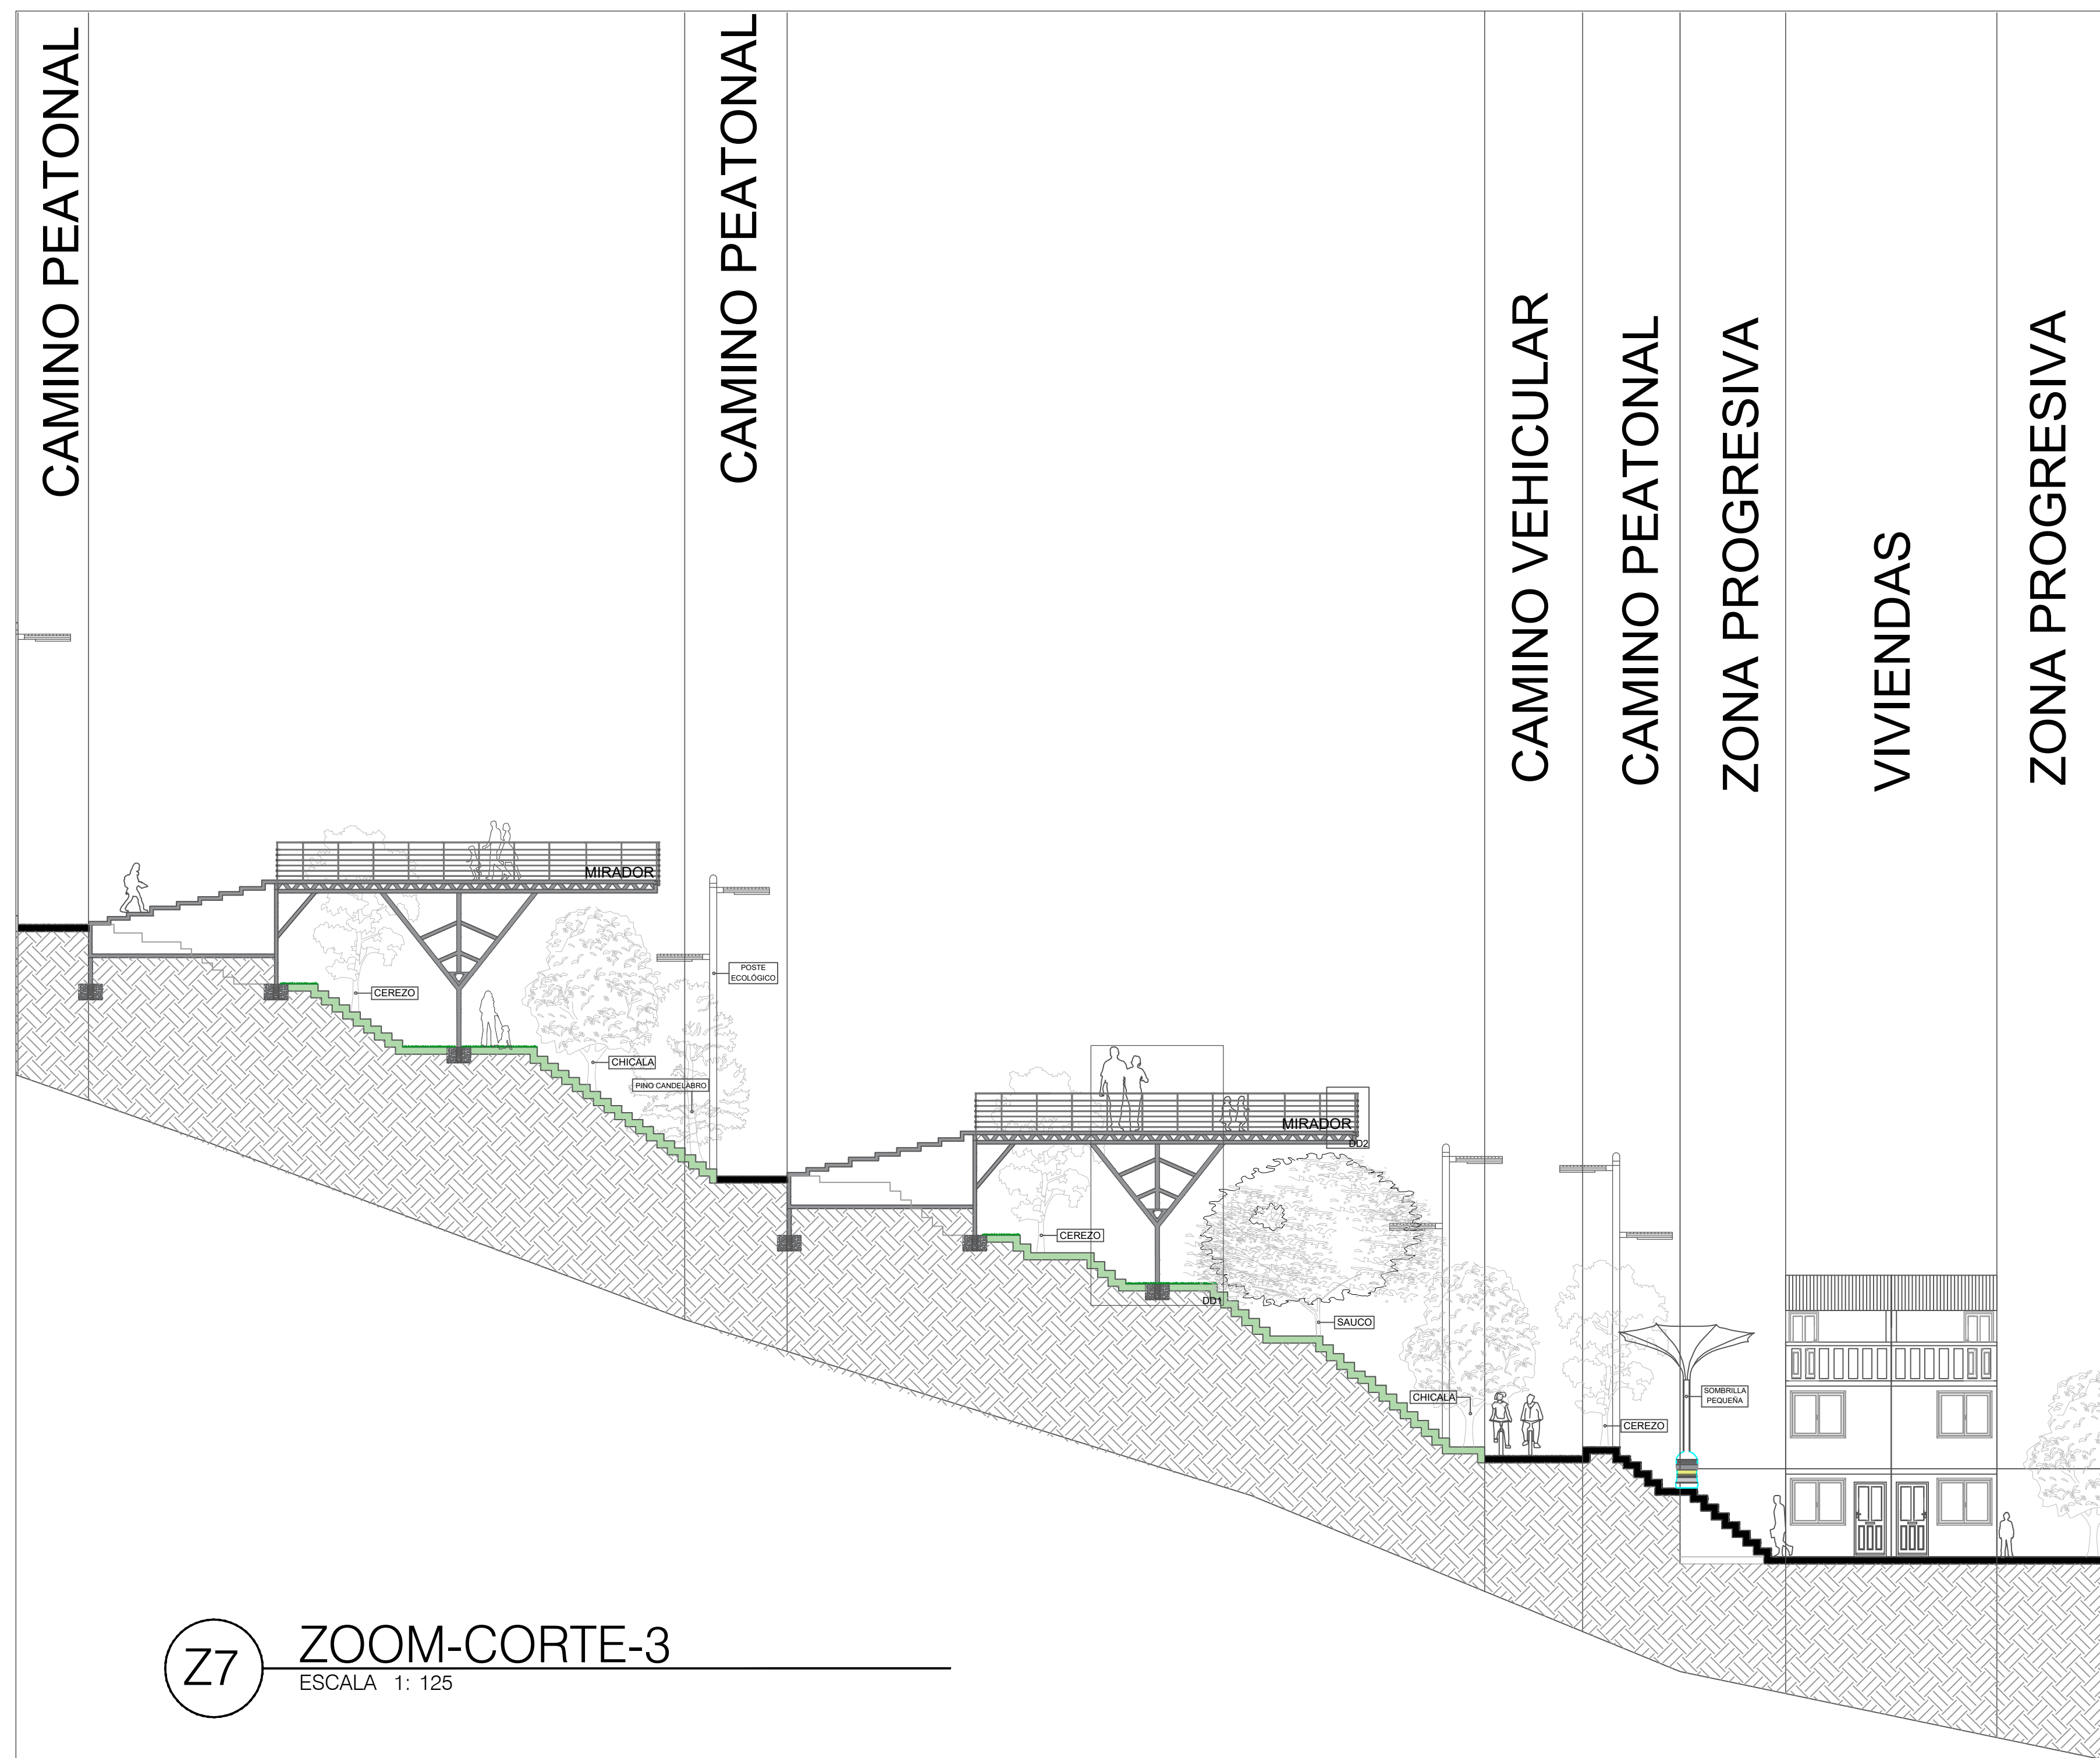 CAMINO PEATONAL
CAMINO PEATONAL
CAMINO VEHICULAR
CAMINO PEATONAL
ZONA PROGRESIVA
VIVIENDAS
ZONA PROGRESIVA
MIRADOR
POSTE
ECOLÓGICO
CEREZO
CHICALA
PINO CANDELABRO
MIRADOR
DD2
CEREZO
DD1
SAUCO
CHICALA
SOMBRILLA
PEQUEÑA
CEREZO
Z7
ZOOM-CORTE-3
ESCALA 1: 125